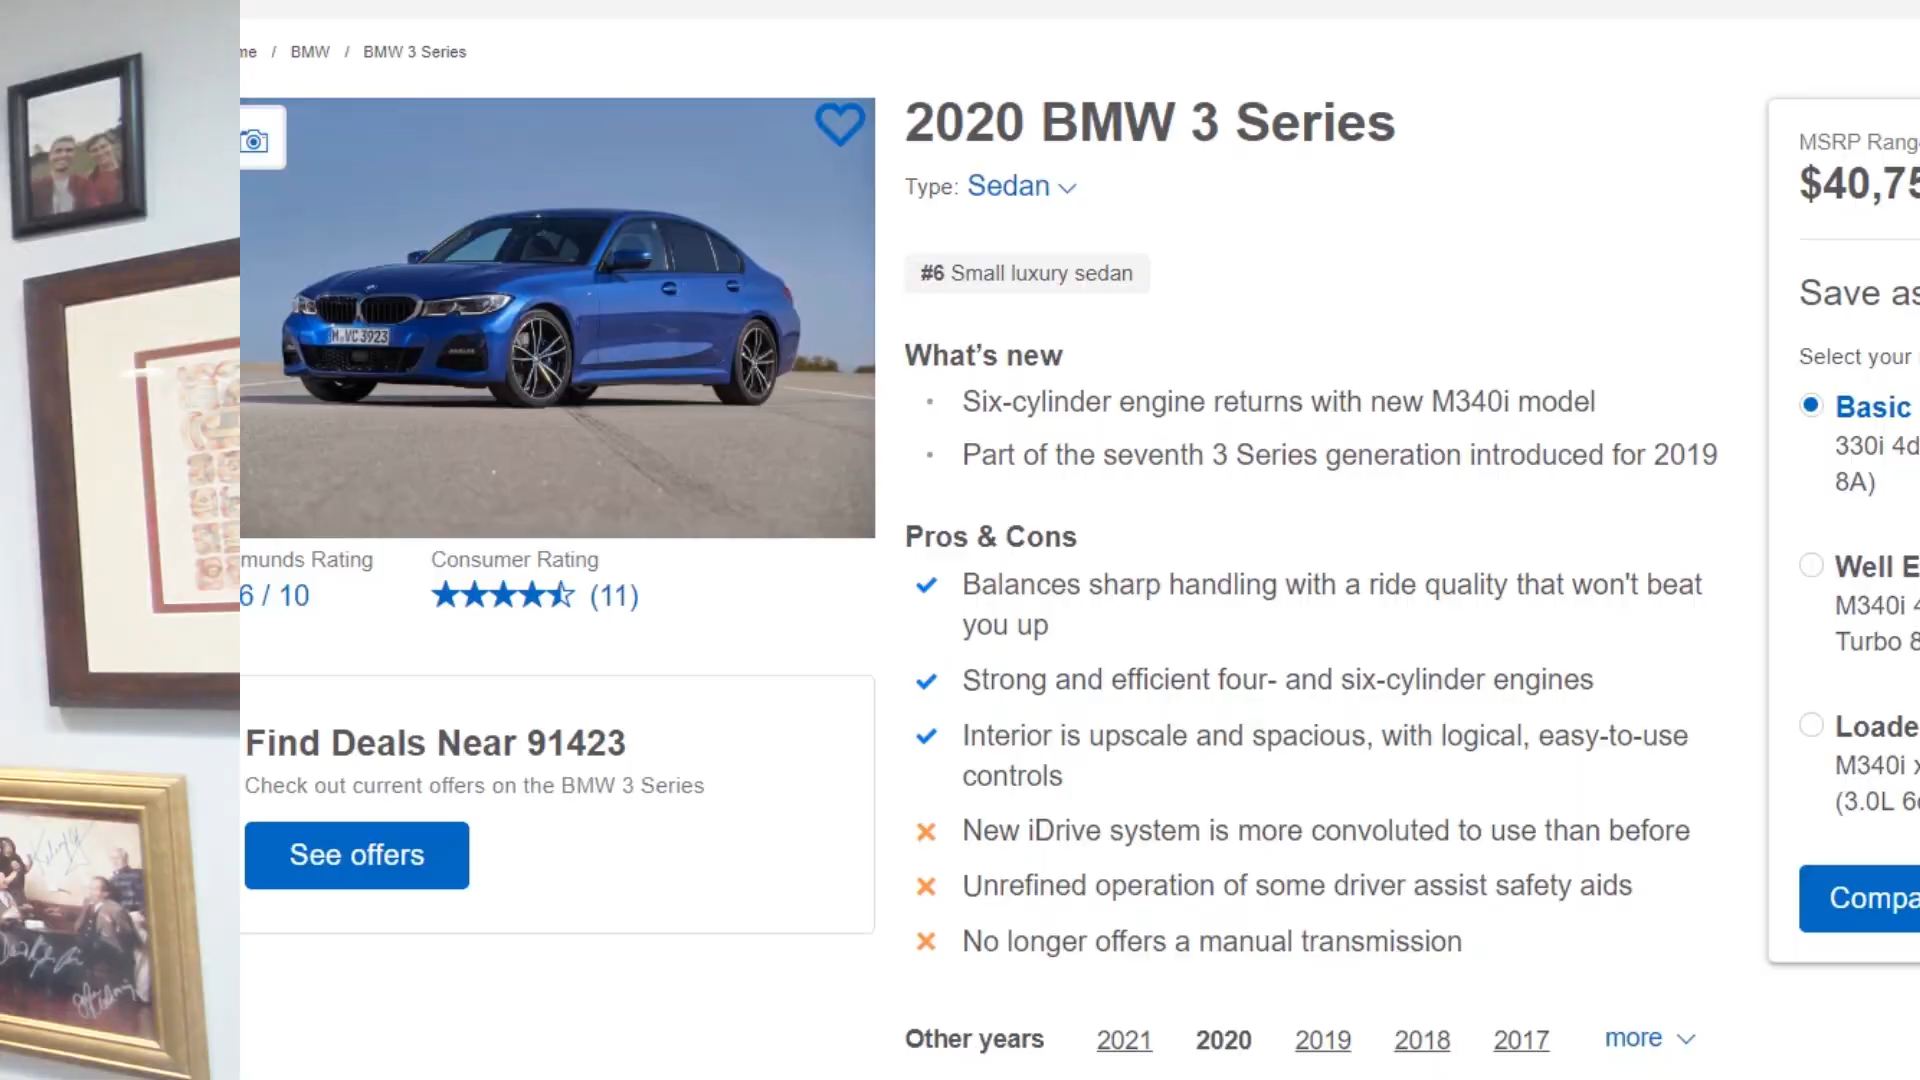 BMW / BMW 3 Series
2020 BMW 3 Series
Type: Sedan
#6 Small luxury sedan
What's new
Six-cylinder engine returns with new M340i model
Part of the seventh 3 Series generation introduced for 2019
Pros & Cons
Balances sharp handling with a ride quality that won't beat
you up
Strong and efficient four- and six-cylinder engines
Interior is upscale and spacious, with logical, easy-to-use
controls
New iDrive system is more convoluted to use than before
Unrefined operation of some driver assist safety aids
No longer offers a manual transmission
Other years 2021 2020 2019 2018 2017 more
M VC 3923
munds Rating
6 / 10
Consumer Rating
(11)
Find Deals Near 91423
Check out current offers on the BMW 3 Series
See offers
MSRP Rang
$40,75
Save as
Select your
Basic
330i 4d
8A)
Well E
M340i 4
Turbo 8
Loade
M340i x
(3.0L 6c
Compa